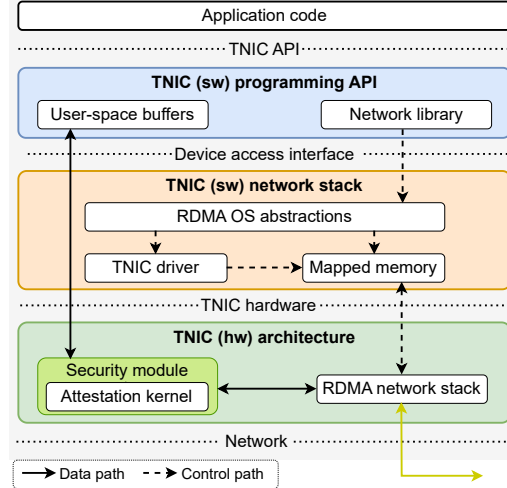 Application code
TNIC API
TNIC (sw) programming API
User-space buffers
Network library
Device access interface
TNIC (sw) network stack
RDMA OS abstractions
TNIC driver
Mapped memory
TNIC hardware
TNIC (hw) architecture
Security module
Attestation kernel
RDMA network stack
Network
Data path
Control path